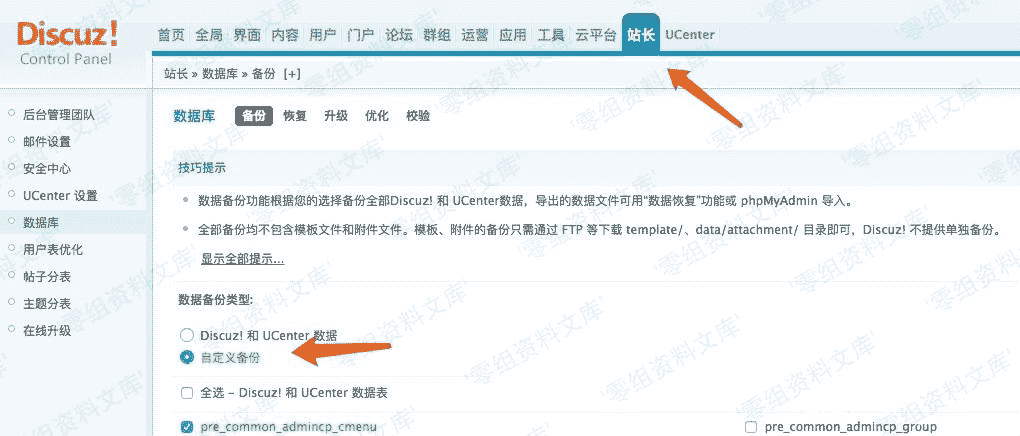 Discuz!
Control Panel
首页 全局 界面 内容 用户 门户 论坛 群组 运营 应用 工具 云平台 站长 UCenter
站长 » 数据库 » 备份 [+]
后台管理团队
邮件设置
安全中心
UCenter 设置
数据库
用户表优化
帖子分表
主题分表
在线升级
数据库 备份 恢复 升级 优化 校验
技巧提示
数据备份功能根据您的选择备份全部Discuz! 和 UCenter数据，导出的数据文件可用“数据恢复”功能或 phpMyAdmin 导入。
全部备份均不包含模板文件和附件文件。模板、附件的备份只需通过 FTP 等下载 template/、data/attachment/ 目录即可，Discuz! 不提供单独备份。
显示全部提示...
数据备份类型:
Discuz! 和 UCenter 数据
自定义备份
全选 - Discuz! 和 UCenter 数据表
pre_common_admincp_cmenu pre_common_admincp_group
'零组资料文库'